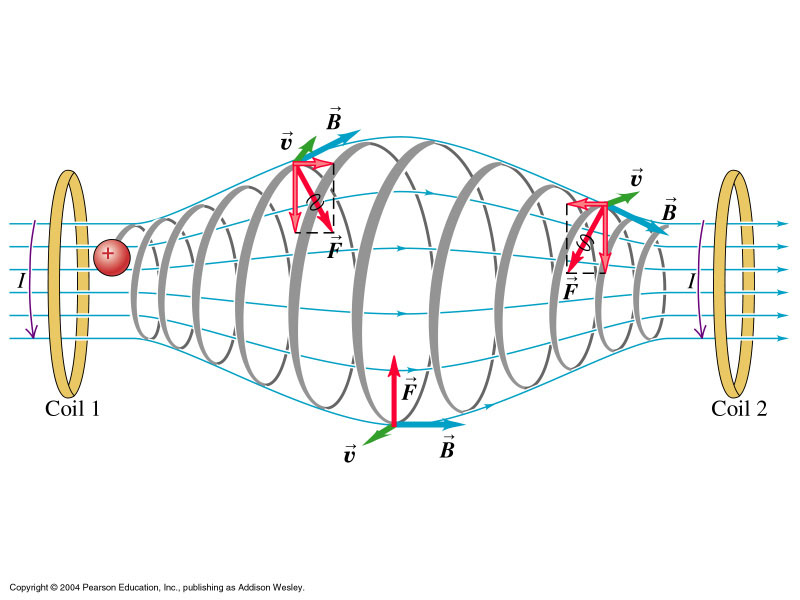 B⃗
v⃗
v⃗
B⃗
+
F⃗
I
I
F⃗
F⃗
Coil 1
Coil 2
v⃗
B⃗
Copyright © 2004 Pearson Education, Inc., publishing as Addison Wesley.